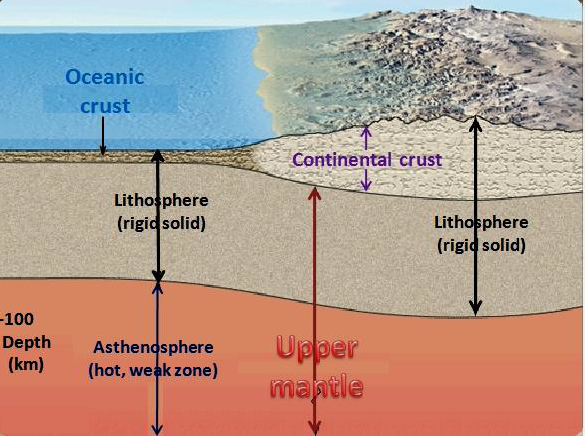 Oceanic
crust
Continental crust
Lithosphere
(rigid solid)
Lithosphere
(rigid solid)
-100
Depth
(km)
Asthenosphere
(hot, weak zone)
Upper
mantle